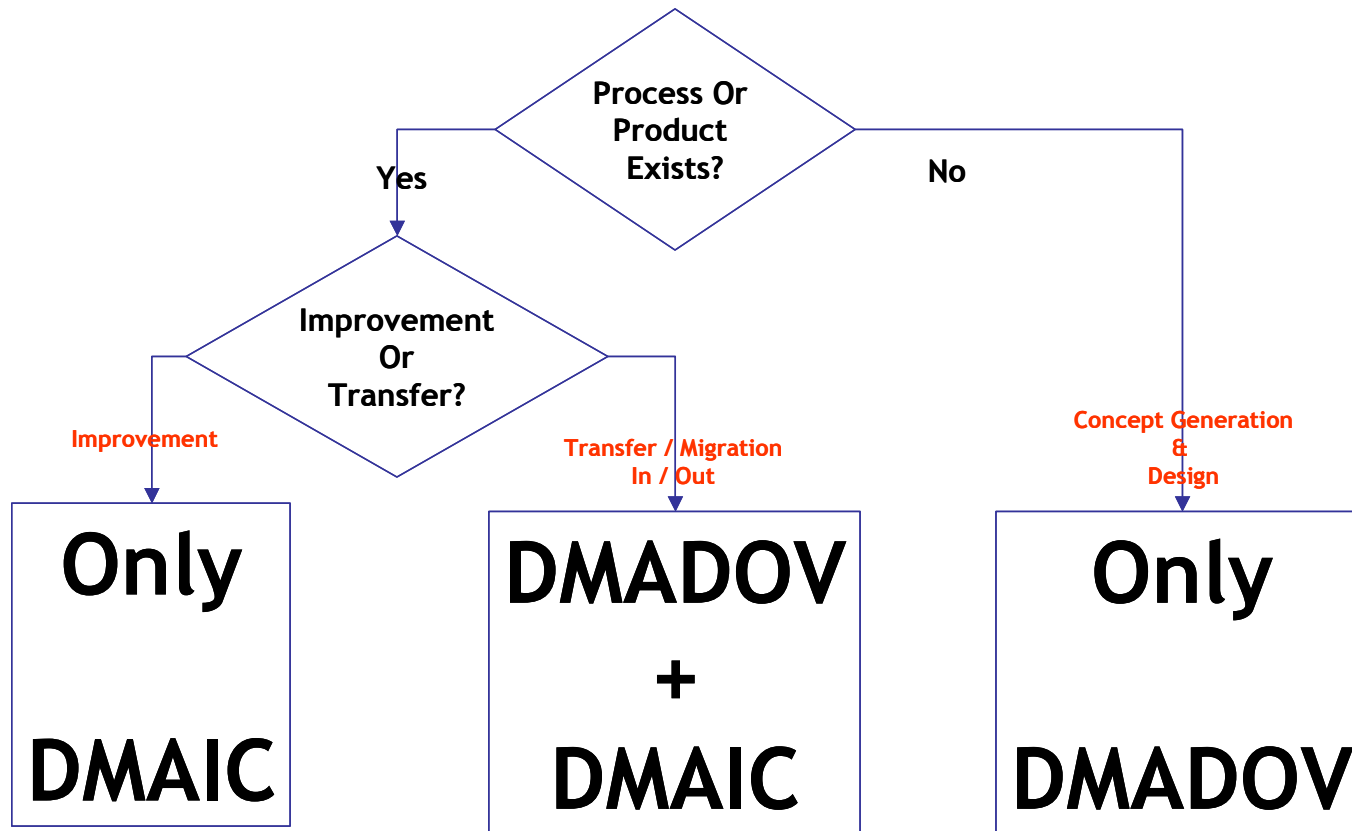 Process Or
Product
Exists?
Yes
No
Improvement
Or
Transfer?
Improvement
Transfer / Migration
In / Out
Concept Generation
&
Design
Only
DMAIC
DMADOV
+
DMAIC
Only
DMADOV